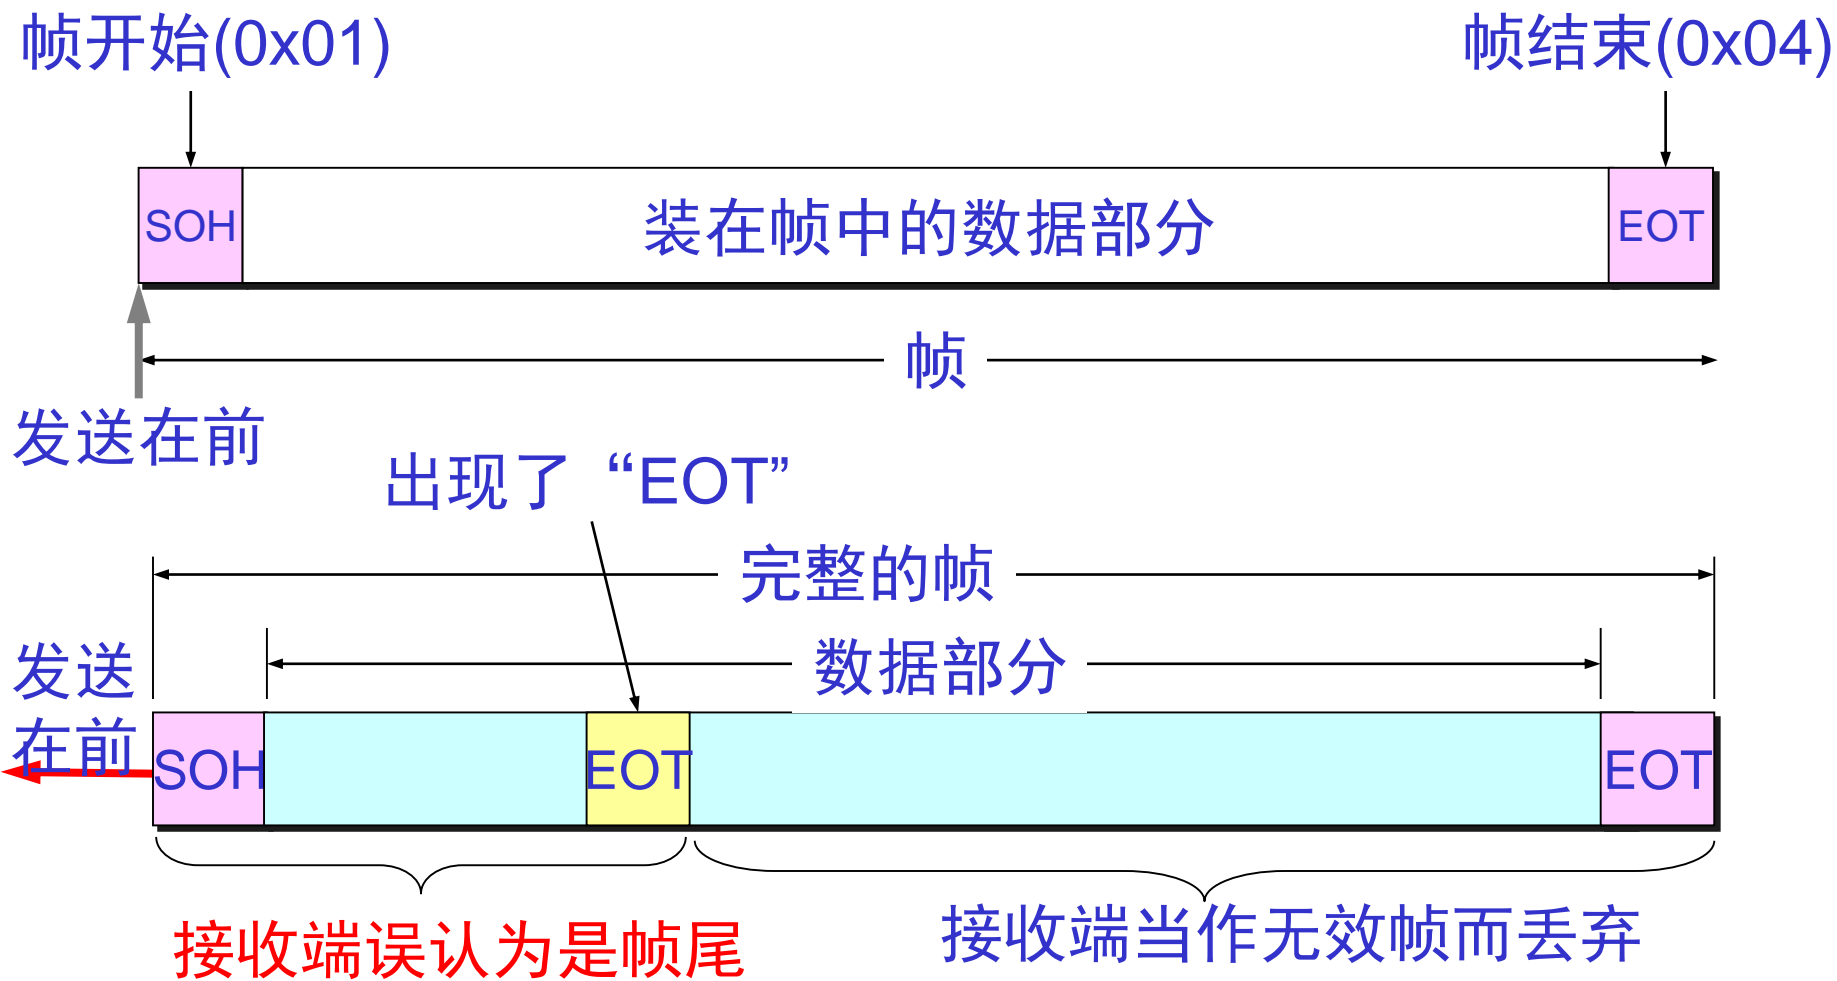 帧开始(0x01)
帧结束(0x04)
SOH
装在帧中的数据部分
EOT
帧
发送在前
出现了“EOT”
完整的帧
数据部分
发送
在前
SOH
EOT
EOT
接收端误认为是帧尾
接收端当作无效帧而丢弃